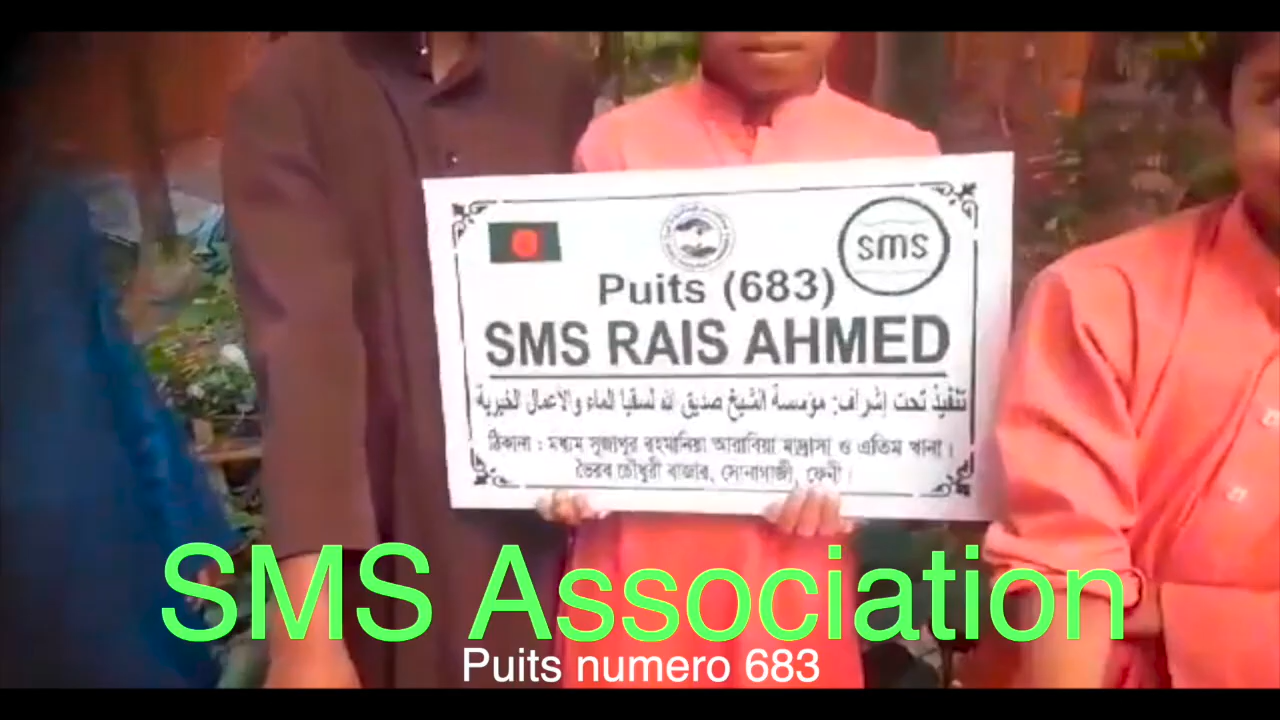 sms
Puits (683)
SMS RAIS AHMED
تنفيذ تحت إشراف: مؤسسة الشيخ صديق الله لسقيا الماء والأعمال الخيرية
ঠিকানা : মধ্যম সুজাপুর রহমানিয়া আরাবিয়া মাদ্রাসা ও এতিম খানা।
ভৈরব চৌধুরী বাজার, সোনাগাজী, ফেনী।
SMS Association
Puits numero 683